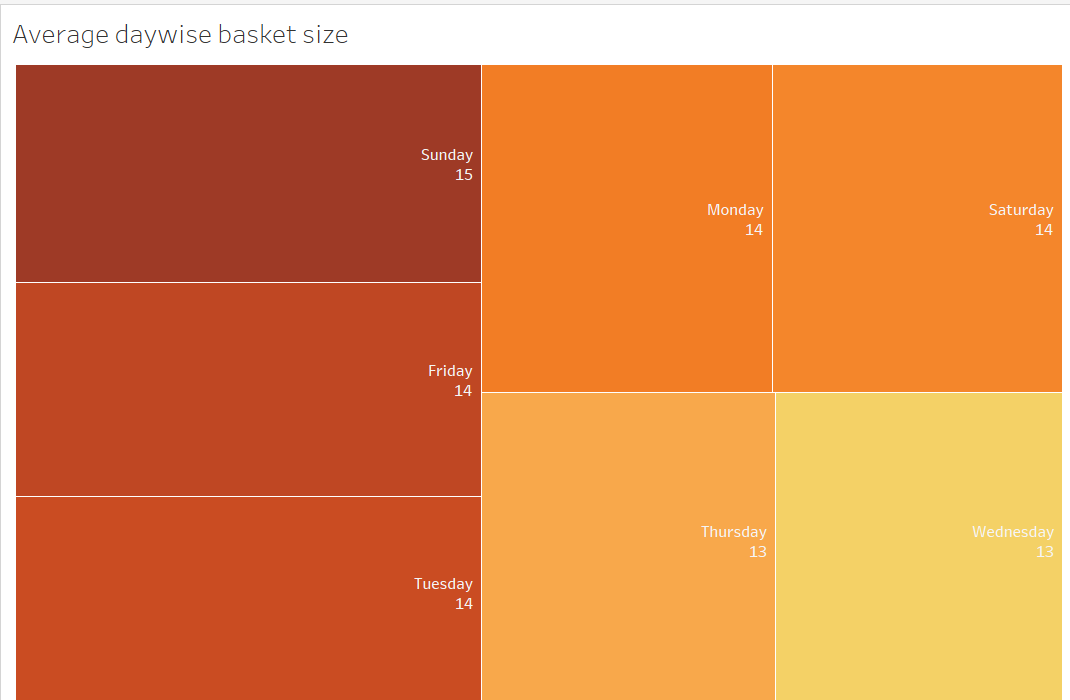 Average daywise basket size
Sunday
15
Friday
14
Tuesday
14
Monday
14
Saturday
14
Thursday
13
Wednesday
13